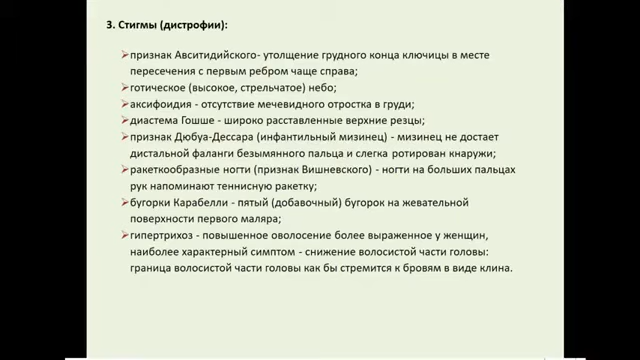 3. Стигмы (дистрофии):
признак Авситидийского- утолщение грудного конца ключицы в месте
пересечения с первым ребром чаще справа;
готическое (высокое, стрельчатое) небо;
аксифоидия - отсутствие мечевидного отростка в груди;
диастема Гошше - широко расставленные верхние резцы;
признак Дюбуа-Дессара (инфантильный мизинец) - мизинец не достает
дистальной фаланги безымянного пальца и слегка ротирован кнаружи;
ракеткообразные ногти (признак Вишневского) - ногти на больших пальцах
рук напоминают теннисную ракетку;
бугорки Карабелли - пятый (добавочный) бугорок на жевательной
поверхности первого маляра;
гипертрихоз - повышенное оволосение более выраженное у женщин,
наиболее характерный симптом - снижение волосистой части головы:
граница волосистой части головы как бы стремится к бровям в виде клина.